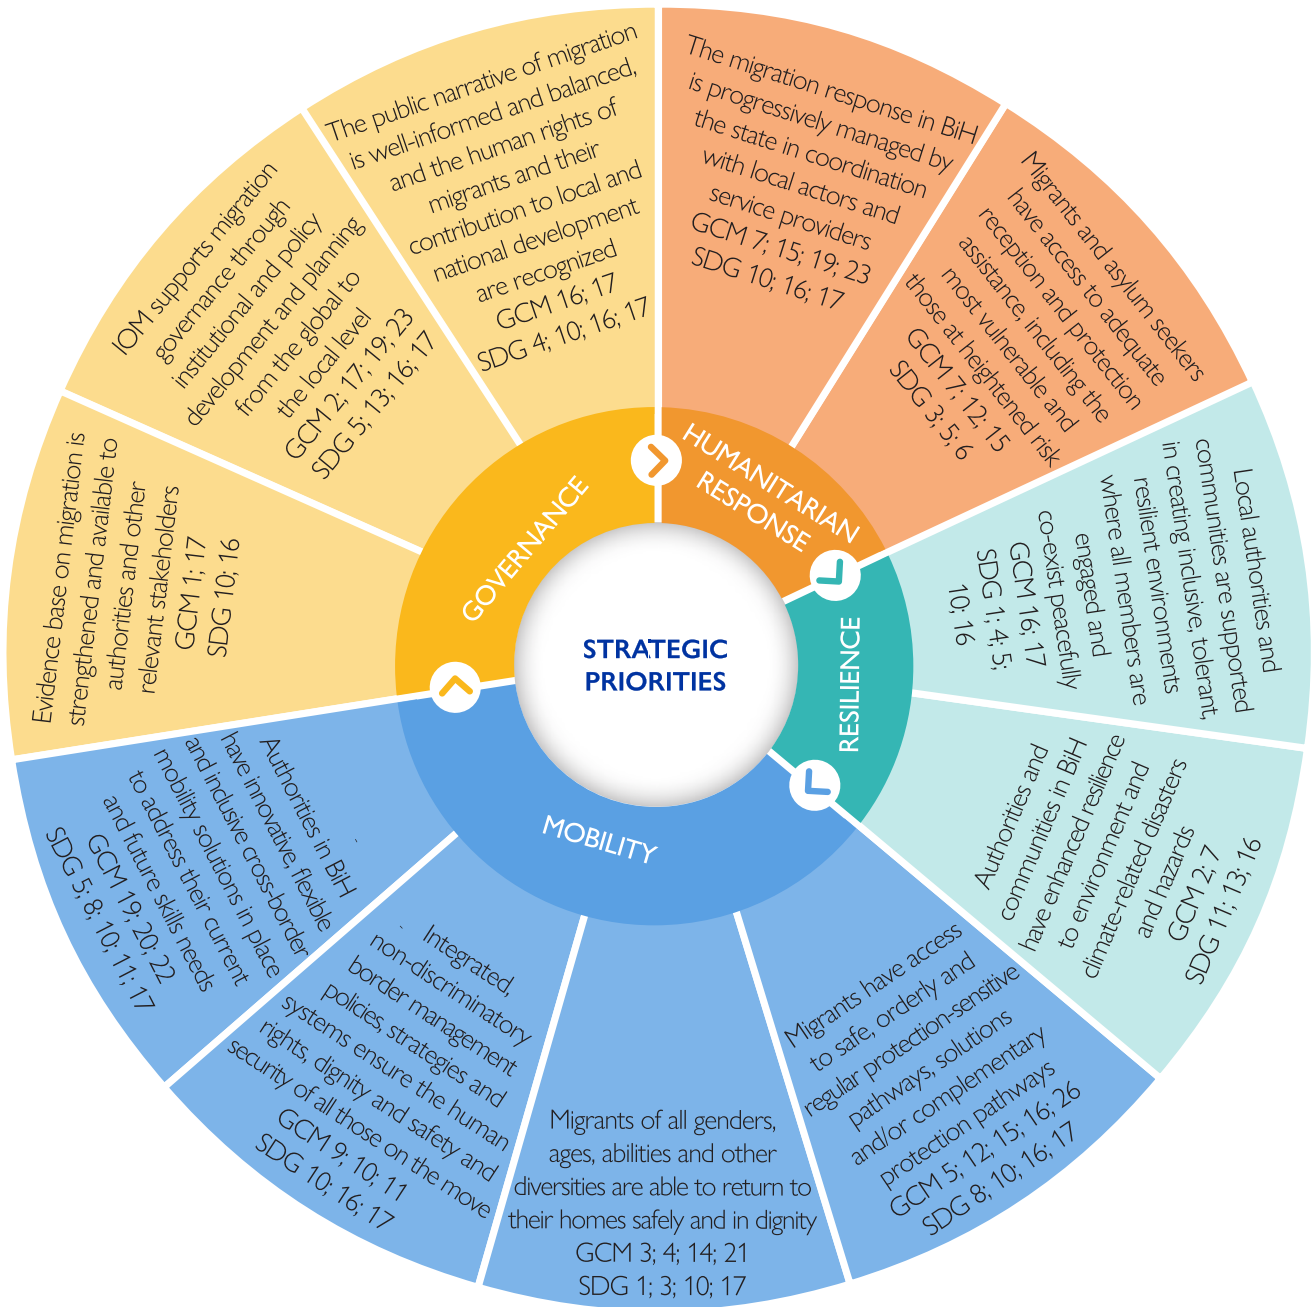 STRATEGIC
PRIORITIES
HUMANITARIAN
RESPONSE
The migration response in BiH
is progressively managed by
the state in coordination
with local actors and
service providers
GCM 7; 15; 19; 23
SDG 10; 16; 17
Migrants and asylum seekers
have access to adequate
reception and protection
assistance, including the
most vulnerable and
those at heightened risk
GCM 7; 12; 15
SDG 3; 5; 6
RESILIENCE
Local authorities and
communities are supported
in creating inclusive, tolerant,
resilient environments
where all members are
engaged and
co-exist peacefully
GCM 16; 17
SDG 1; 4; 5;
10; 16
Authorities and
communities in BiH
have enhanced resilience
to environment and
climate-related disasters
and hazards
GCM 2; 7
SDG 11; 13; 16
MOBILITY
Migrants have access
to safe, orderly and
regular protection-sensitive
pathways, solutions
and/or complementary
protection pathways
GCM 5; 12; 15; 16; 26
SDG 8; 10; 16; 17
Migrants of all genders,
ages, abilities and other
diversities are able to return to
their homes safely and in dignity
GCM 3; 4; 14; 21
SDG 1; 3; 10; 17
Integrated,
non-discriminatory
border management
policies, strategies and
systems ensure the human
rights, dignity and safety and
security of all those on the move
GCM 9; 10; 11
SDG 10; 16; 17
Authorities in BiH
have innovative, flexible
and inclusive cross-border
mobility solutions in place
to address their current
and future skills needs
GCM 19; 20; 22
SDG 5; 8; 10; 11; 17
GOVERNANCE
Evidence base on migration is
strengthened and available to
authorities and other
relevant stakeholders
GCM 1; 17
SDG 10; 16
IOM supports migration
governance through
institutional and policy
development and planning
from the global to
the local level
GCM 2; 17; 19; 23
SDG 5; 13; 16; 17
The public narrative of migration
is well-informed and balanced,
and the human rights of
migrants and their
contribution to local and
national development
are recognized
GCM 16; 17
SDG 4; 10; 16; 17